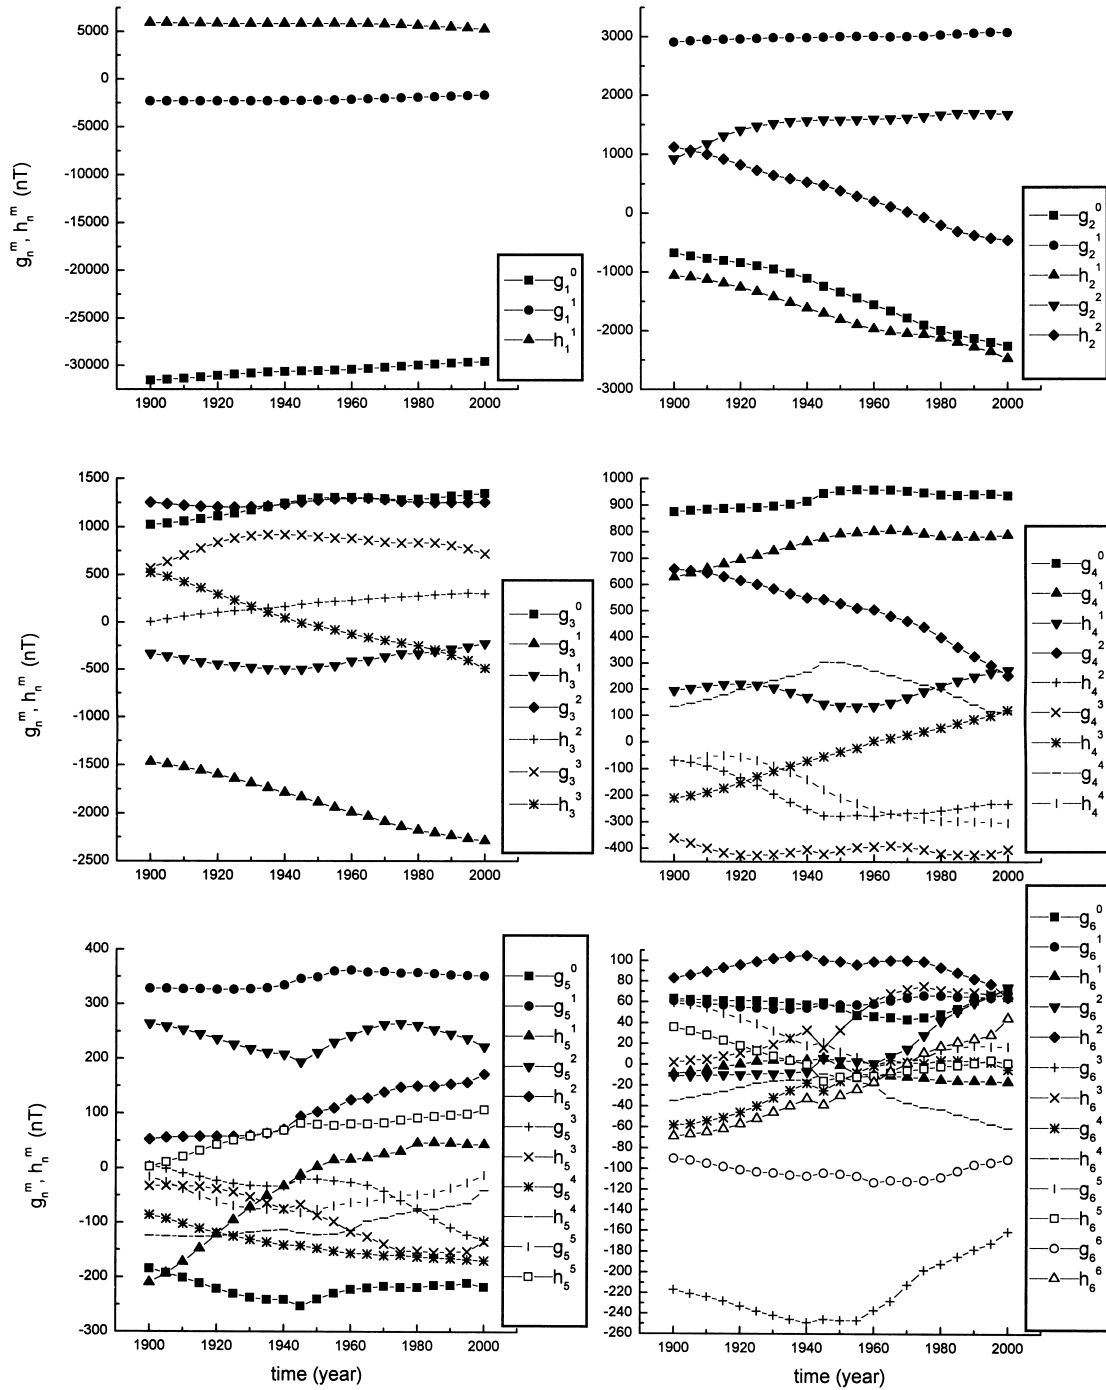 g_n^m, h_n^m (nT)
5000
0
-5000
-10000
-15000
-20000
-25000
-30000
1900 1920 1940 1960 1980 2000
g_1^0
g_1^1
h_1^1
3000
2000
1000
0
-1000
-2000
-3000
1900 1920 1940 1960 1980 2000
g_2^0
g_2^1
h_2^1
g_2^2
h_2^2
g_n^m, h_n^m (nT)
1500
1000
500
0
-500
-1000
-1500
-2000
-2500
1900 1920 1940 1960 1980 2000
g_3^0
g_3^1
h_3^1
g_3^2
h_3^2
g_3^3
h_3^3
1000
900
800
700
600
500
400
300
200
100
0
-100
-200
-300
-400
1900 1920 1940 1960 1980 2000
g_4^0
g_4^1
h_4^1
g_4^2
h_4^2
g_4^3
h_4^3
g_4^4
h_4^4
g_n^m, h_n^m (nT)
400
300
200
100
0
-100
-200
-300
1900 1920 1940 1960 1980 2000
time (year)
g_5^0
g_5^1
h_5^1
g_5^2
h_5^2
g_5^3
h_5^3
g_5^4
h_5^4
g_5^5
h_5^5
100
80
60
40
20
0
-20
-40
-60
-80
-100
-120
-140
-160
-180
-200
-220
-240
-260
1900 1920 1940 1960 1980 2000
time (year)
g_6^0
g_6^1
h_6^1
g_6^2
h_6^2
g_6^3
h_6^3
g_6^4
h_6^4
g_6^5
h_6^5
g_6^6
h_6^6